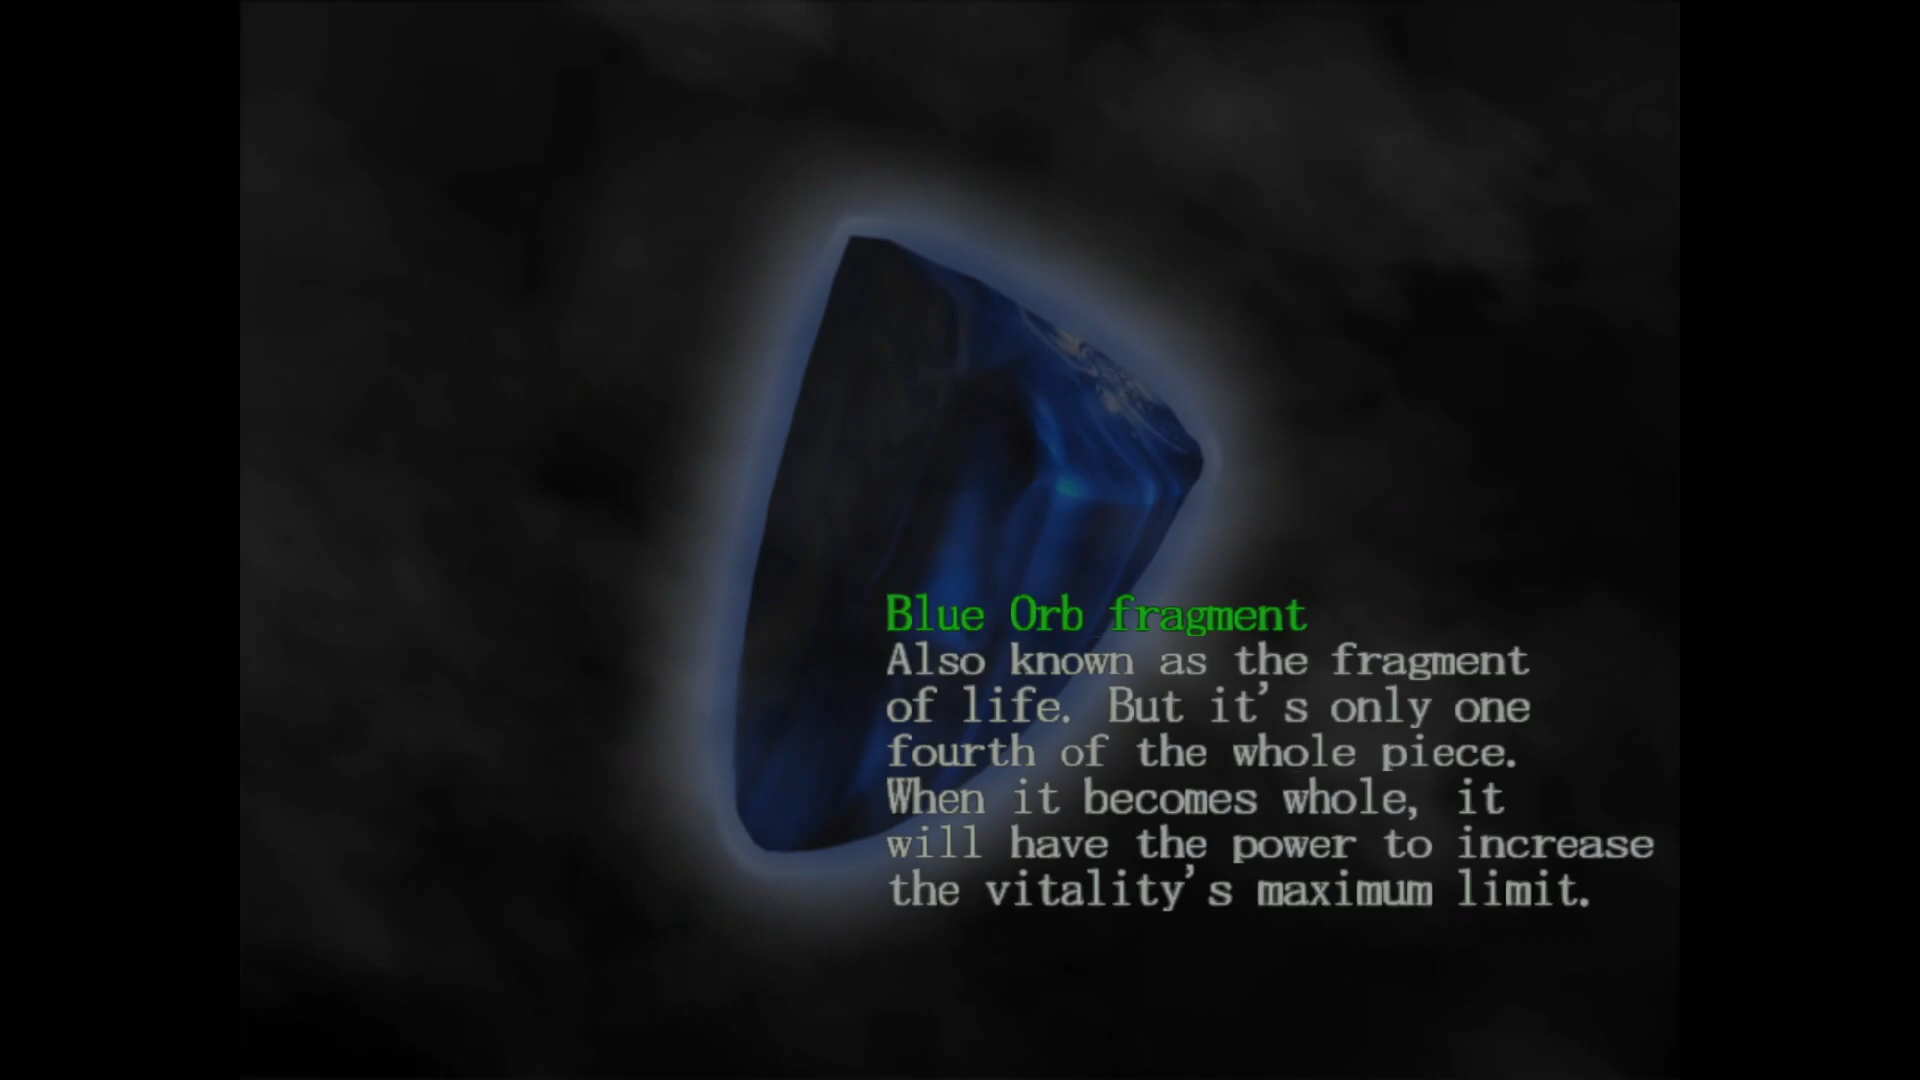 Blue Orb fragment
Also known as the fragment
of life. But it's only one
fourth of the whole piece.
When it becomes whole, it
will have the power to increase
the vitality's maximum limit.